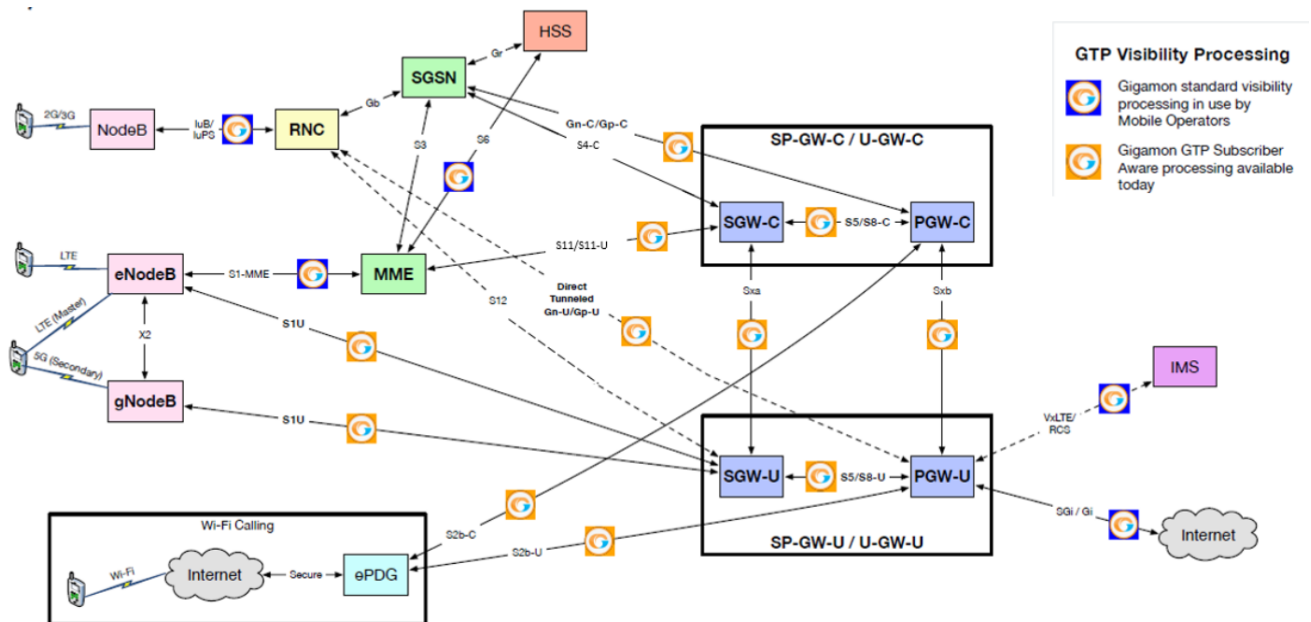 HSS
GTP Visibility Processing
Gigamon standard visibility
processing in use by
Mobile Operators
Gigamon GTP Subscriber
Aware processing available
today
Gr
SGSN
Gb
2G/3G
NodeB
IuB/
IuPS
RNC
Gn-C/Gp-C
S4-C
S3
S6
SP-GW-C / U-GW-C
SGW-C
S5/S8-C
PGW-C
LTE
eNodeB
S1-MME
MME
S11/S11-U
S12
Direct
Tunneled
Gn-U/Gp-U
Sxa
Sxb
LTE (Master)
X2
S1U
5G (Secondary)
gNodeB
S1U
IMS
VxLTE/
RCS
SGW-U
S5/S8-U
PGW-U
SGi / Gi
Internet
SP-GW-U / U-GW-U
Wi-Fi Calling
S2b-C
S2b-U
Wi-Fi
Internet
Secure
ePDG